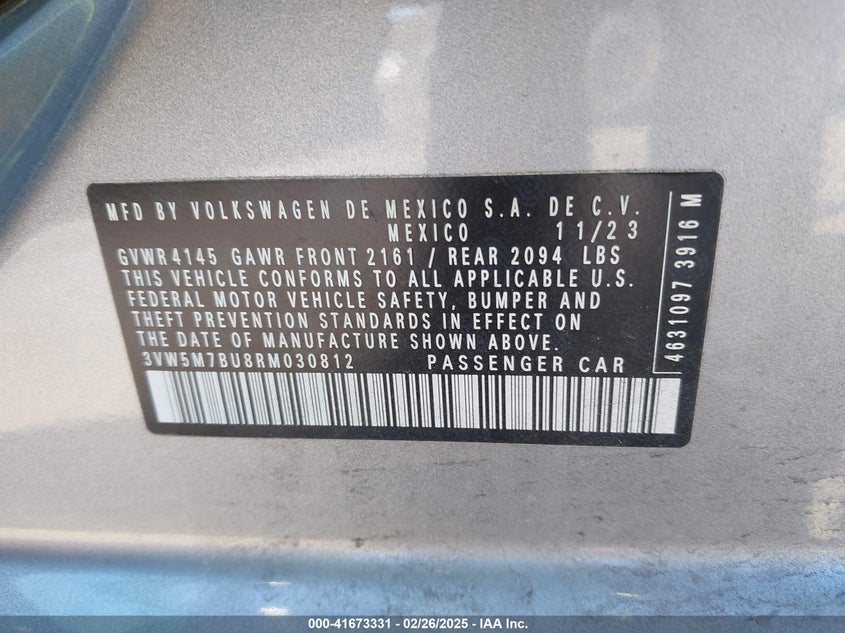 MFD BY VOLKSWAGEN DE MEXICO S.A. DE C.V.
MEXICO 11/23
GVWR 4145 GAWR FRONT 2161 / REAR 2094 LBS
THIS VEHICLE CONFORMS TO ALL APPLICABLE U.S.
FEDERAL MOTOR VEHICLE SAFETY, BUMPER AND
THEFT PREVENTION STANDARDS IN EFFECT ON
THE DATE OF MANUFACTURE SHOWN ABOVE.
3VW5M7BU8RM030812 PASSENGER CAR
4631097 3916 M
000-41673331 / 02/26/2025 / IAA Inc.